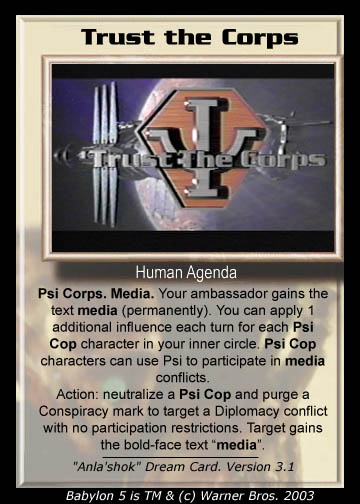 Trust the Corps
Trust The Corps
Human Agenda
Psi Corps. Media. Your ambassador gains the
text media (permanently). You can apply 1
additional influence each turn for each Psi
Cop character in your inner circle. Psi Cop
characters can use Psi to participate in media
conflicts.
Action: neutralize a Psi Cop and purge a
Conspiracy mark to target a Diplomacy conflict
with no participation restrictions. Target gains
the bold-face text “media”.
"Anla'shok" Dream Card. Version 3.1
Babylon 5 is TM & (c) Warner Bros. 2003